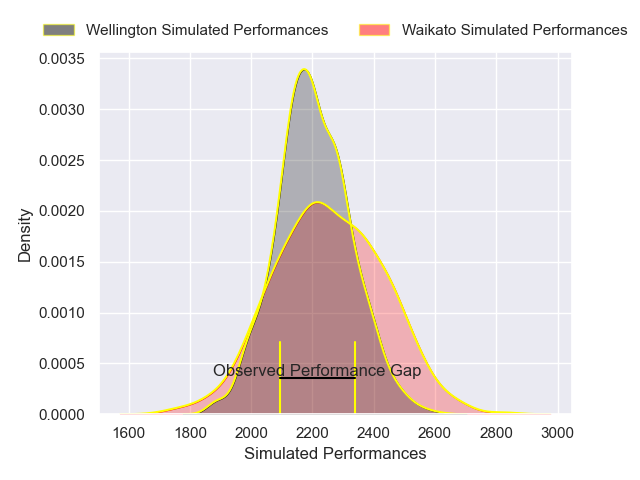 Wellington Simulated Performances Waikato Simulated Performances
0.0035
0.0030
0.0025
0.0020
0.0015
0.0010
0.0005
0.0000
Density
Observed Performance Gap
1600 1800 2000 2200 2400 2600 2800 3000
Simulated Performances